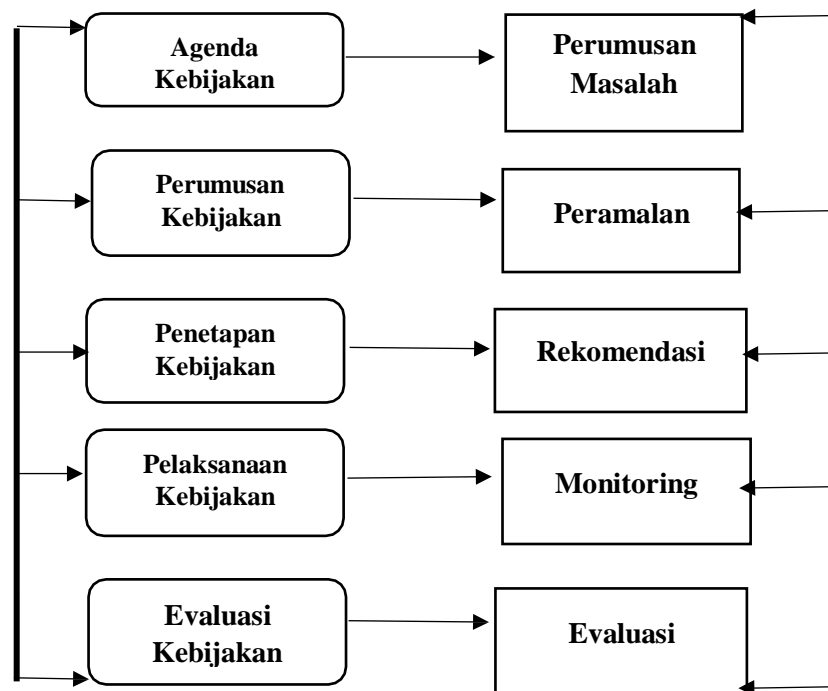 Agenda
Kebijakan
Perumusan
Masalah
Perumusan
Kebijakan
Peramalan
Penetapan
Kebijakan
Rekomendasi
Pelaksanaan
Kebijakan
Monitoring
Evaluasi
Kebijakan
Evaluasi